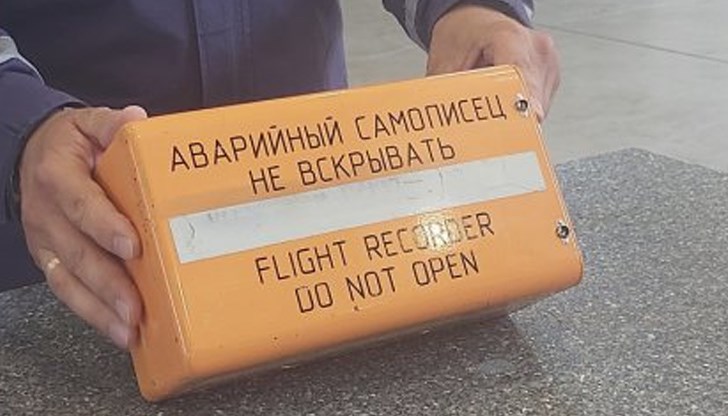 АВАРИЙНЫЙ САМОПИСЕЦ
НЕ ВСКРЫВАТЬ
FLIGHT RECORDER
DO NOT OPEN